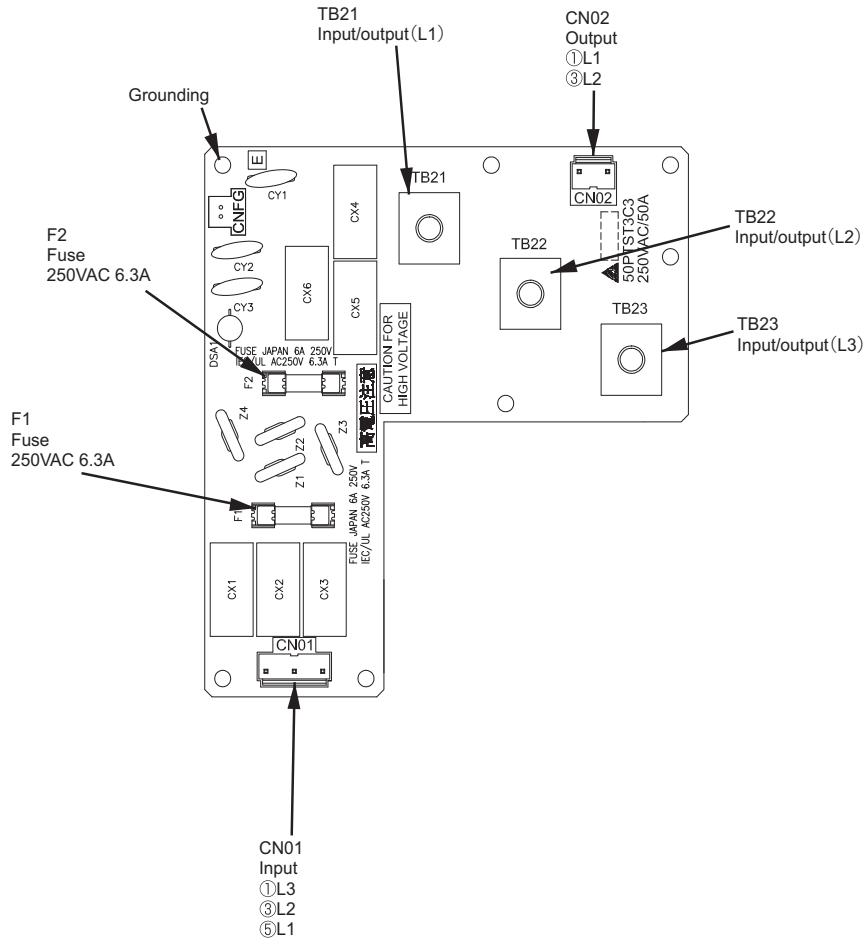 TB21
Input/output(L1)
CN02
Output
①L1
③L2
Grounding
E
CNFG
CY1
CX4
TB21
CN02
50PTST3C3
250VAC/50A
TB22
Input/output(L2)
F2
Fuse
250VAC 6.3A
CY2
CY3
CX6
CX5
TB22
TB23
TB23
Input/output(L3)
DSA1
FUSE JAPAN 6A 250V
IEC/UL AC250V 6.3A T
F2
CAUTION FOR
HIGH VOLTAGE
高電圧注意
F1
Fuse
250VAC 6.3A
Z4
Z2
Z1
Z3
F1
FUSE JAPAN 6A 250V
IEC/UL AC250V 6.3A T
CX1
CX2
CX3
CN01
CN01
Input
①L3
③L2
⑤L1